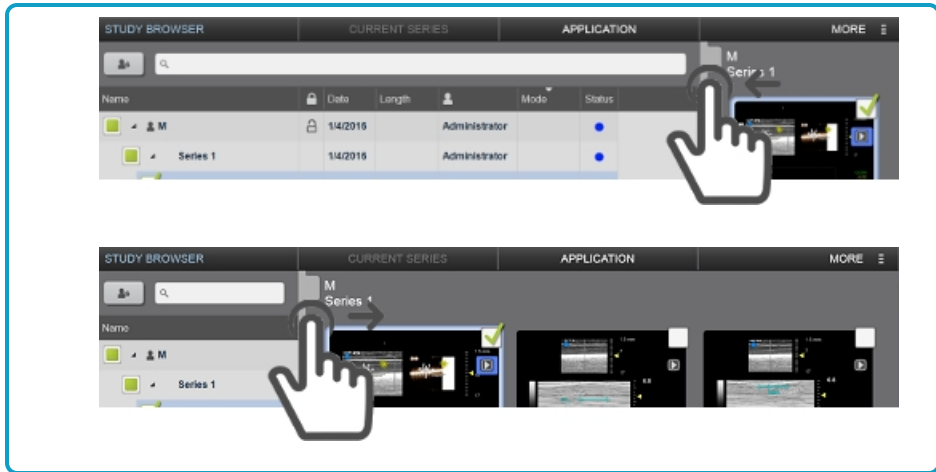 STUDY BROWSER CURRENT SERIES APPLICATION MORE
M
Series 1
Name Date Length Mode Status
M 1/4/2016 Administrator
Series 1 1/4/2016 Administrator
STUDY BROWSER CURRENT SERIES APPLICATION MORE
M
Series 1
Name
M
Series 1